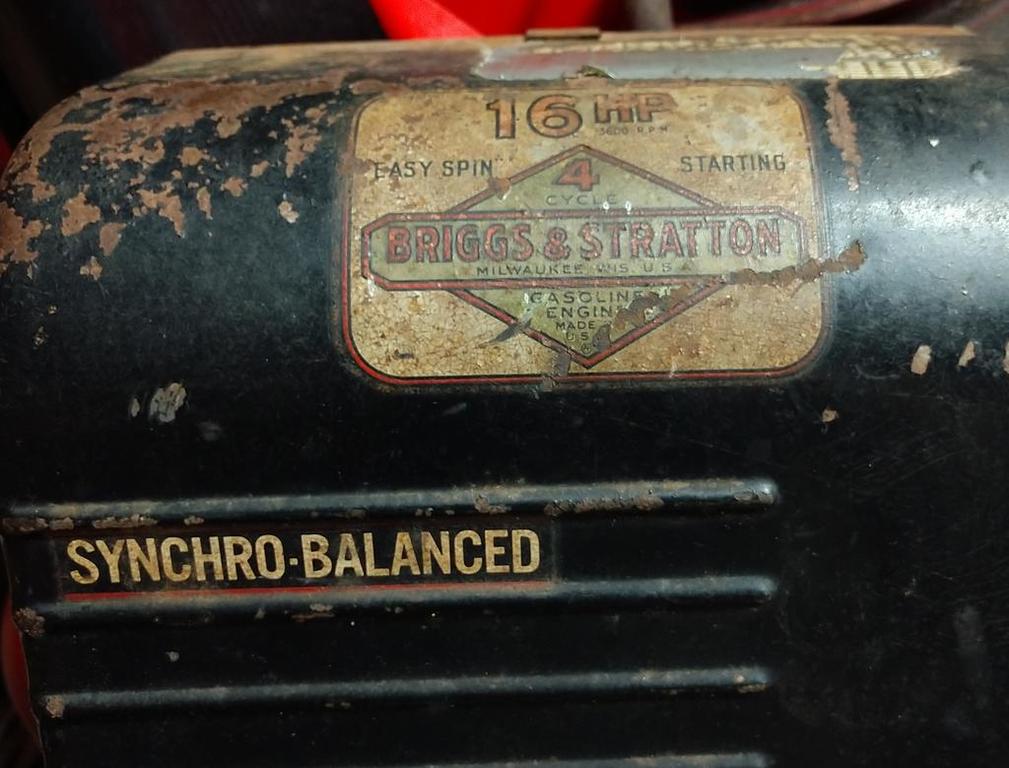 16 HP
3600 R.P.M.
EASY SPIN STARTING
4
CYCLE
BRIGGS & STRATTON
MILWAUKEE WIS. U S A
GASOLINE
ENGINE
MADE
U S
SYNCHRO-BALANCED